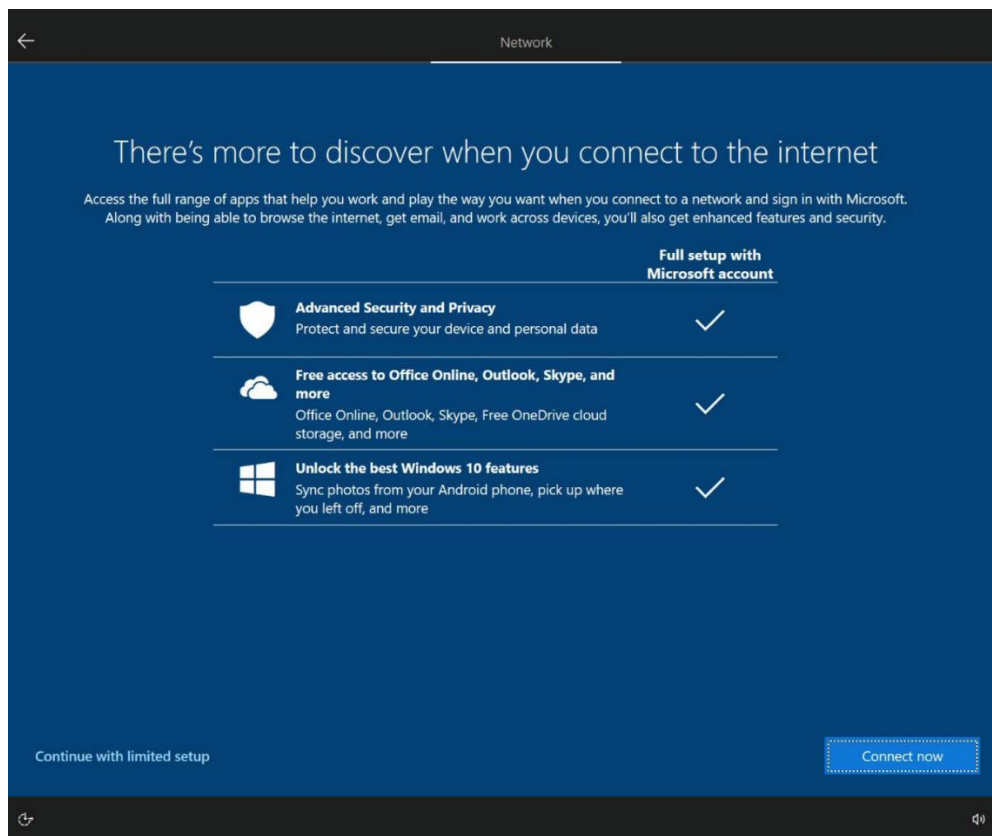 Network
There's more to discover when you connect to the internet
Access the full range of apps that help you work and play the way you want when you connect to a network and sign in with Microsoft.
Along with being able to browse the internet, get email, and work across devices, you'll also get enhanced features and security.
Full setup with
Microsoft account
Advanced Security and Privacy
Protect and secure your device and personal data
Free access to Office Online, Outlook, Skype, and
more
Office Online, Outlook, Skype, Free OneDrive cloud
storage, and more
Unlock the best Windows 10 features
Sync photos from your Android phone, pick up where
you left off, and more
Continue with limited setup
Connect now